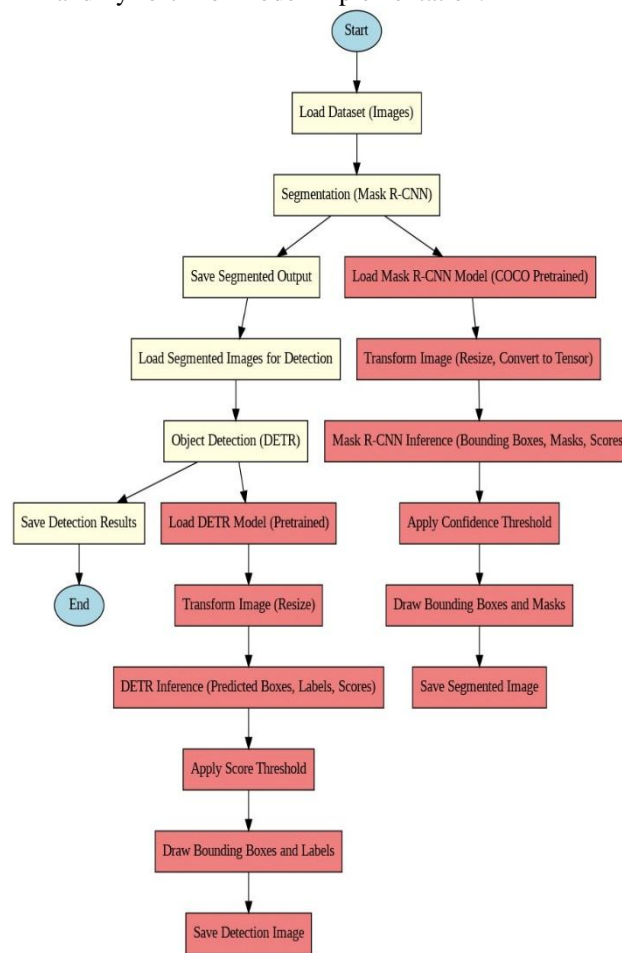 Start
Load Dataset (Images)
Segmentation (Mask R-CNN)
Save Segmented Output
Load Mask R-CNN Model (COCO Pretrained)
Load Segmented Images for Detection
Transform Image (Resize, Convert to Tensor)
Object Detection (DETR)
Mask R-CNN Inference (Bounding Boxes, Masks, Scores
Save Detection Results
Load DETR Model (Pretrained)
Apply Confidence Threshold
End
Transform Image (Resize)
Draw Bounding Boxes and Masks
DETR Inference (Predicted Boxes, Labels, Scores)
Save Segmented Image
Apply Score Threshold
Draw Bounding Boxes and Labels
Save Detection Image